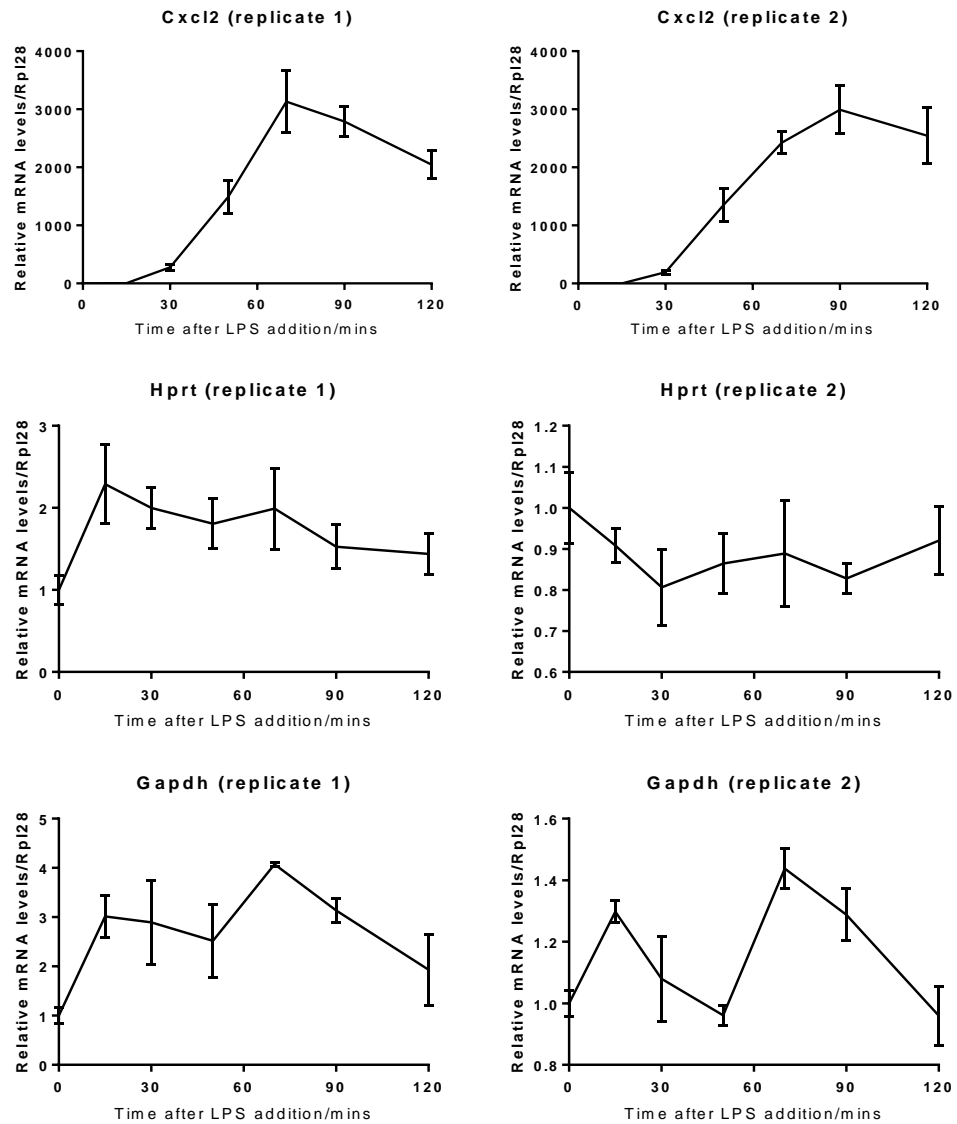 Cxcl2 (replicate 1)
Relative mRNA levels/Rpl28
4000
3000
2000
1000
0
0 30 60 90 120
Time after LPS addition/mins
Cxcl2 (replicate 2)
Relative mRNA levels/Rpl28
4000
3000
2000
1000
0
0 30 60 90 120
Time after LPS addition/mins
Hprt (replicate 1)
Relative mRNA levels/Rpl28
3
2
1
0
0 30 60 90 120
Time after LPS addition/mins
Hprt (replicate 2)
Relative mRNA levels/Rpl28
1.2
1.1
1.0
0.9
0.8
0.7
0.6
0 30 60 90 120
Time after LPS addition/mins
Gapdh (replicate 1)
Relative mRNA levels/Rpl28
5
4
3
2
1
0
0 30 60 90 120
Time after LPS addition/mins
Gapdh (replicate 2)
Relative mRNA levels/Rpl28
1.6
1.4
1.2
1.0
0.8
0 30 60 90 120
Time after LPS addition/mins